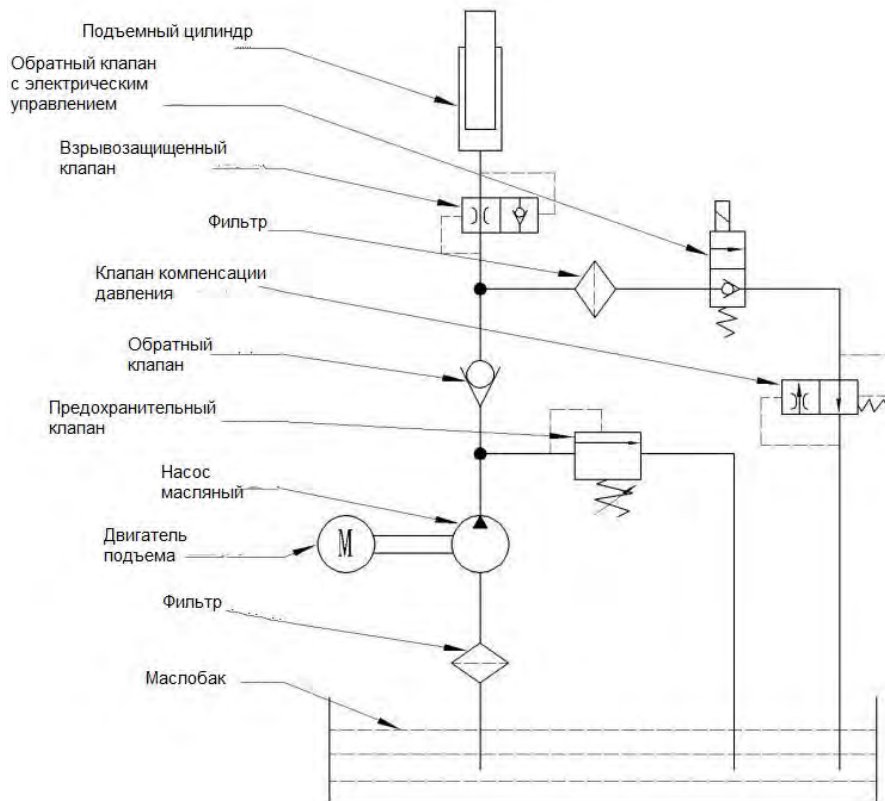 Подъемный цилиндр
Обратный клапан
с электрическим
управлением
Взрывозащищенный
клапан
Фильтр
Клапан компенсации
давления
Обратный
клапан
Предохранительный
клапан
Насос
масляный
Двигатель
подъема
M
Фильтр
Маслобак